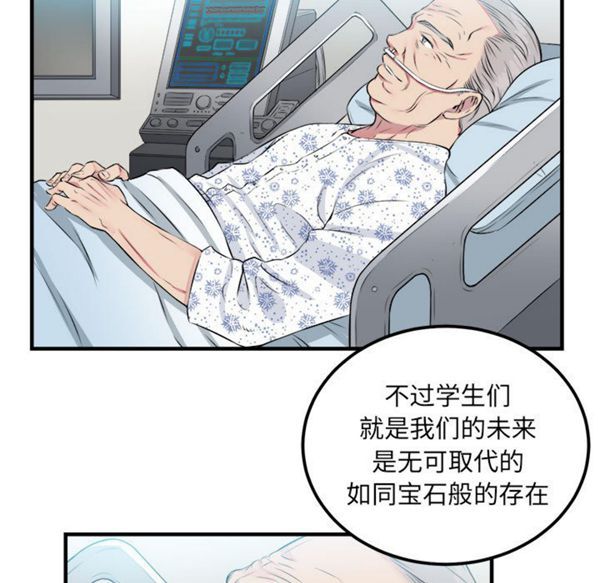 不过学生们
就是我们的未来
是无可取代的
如同宝石般的存在